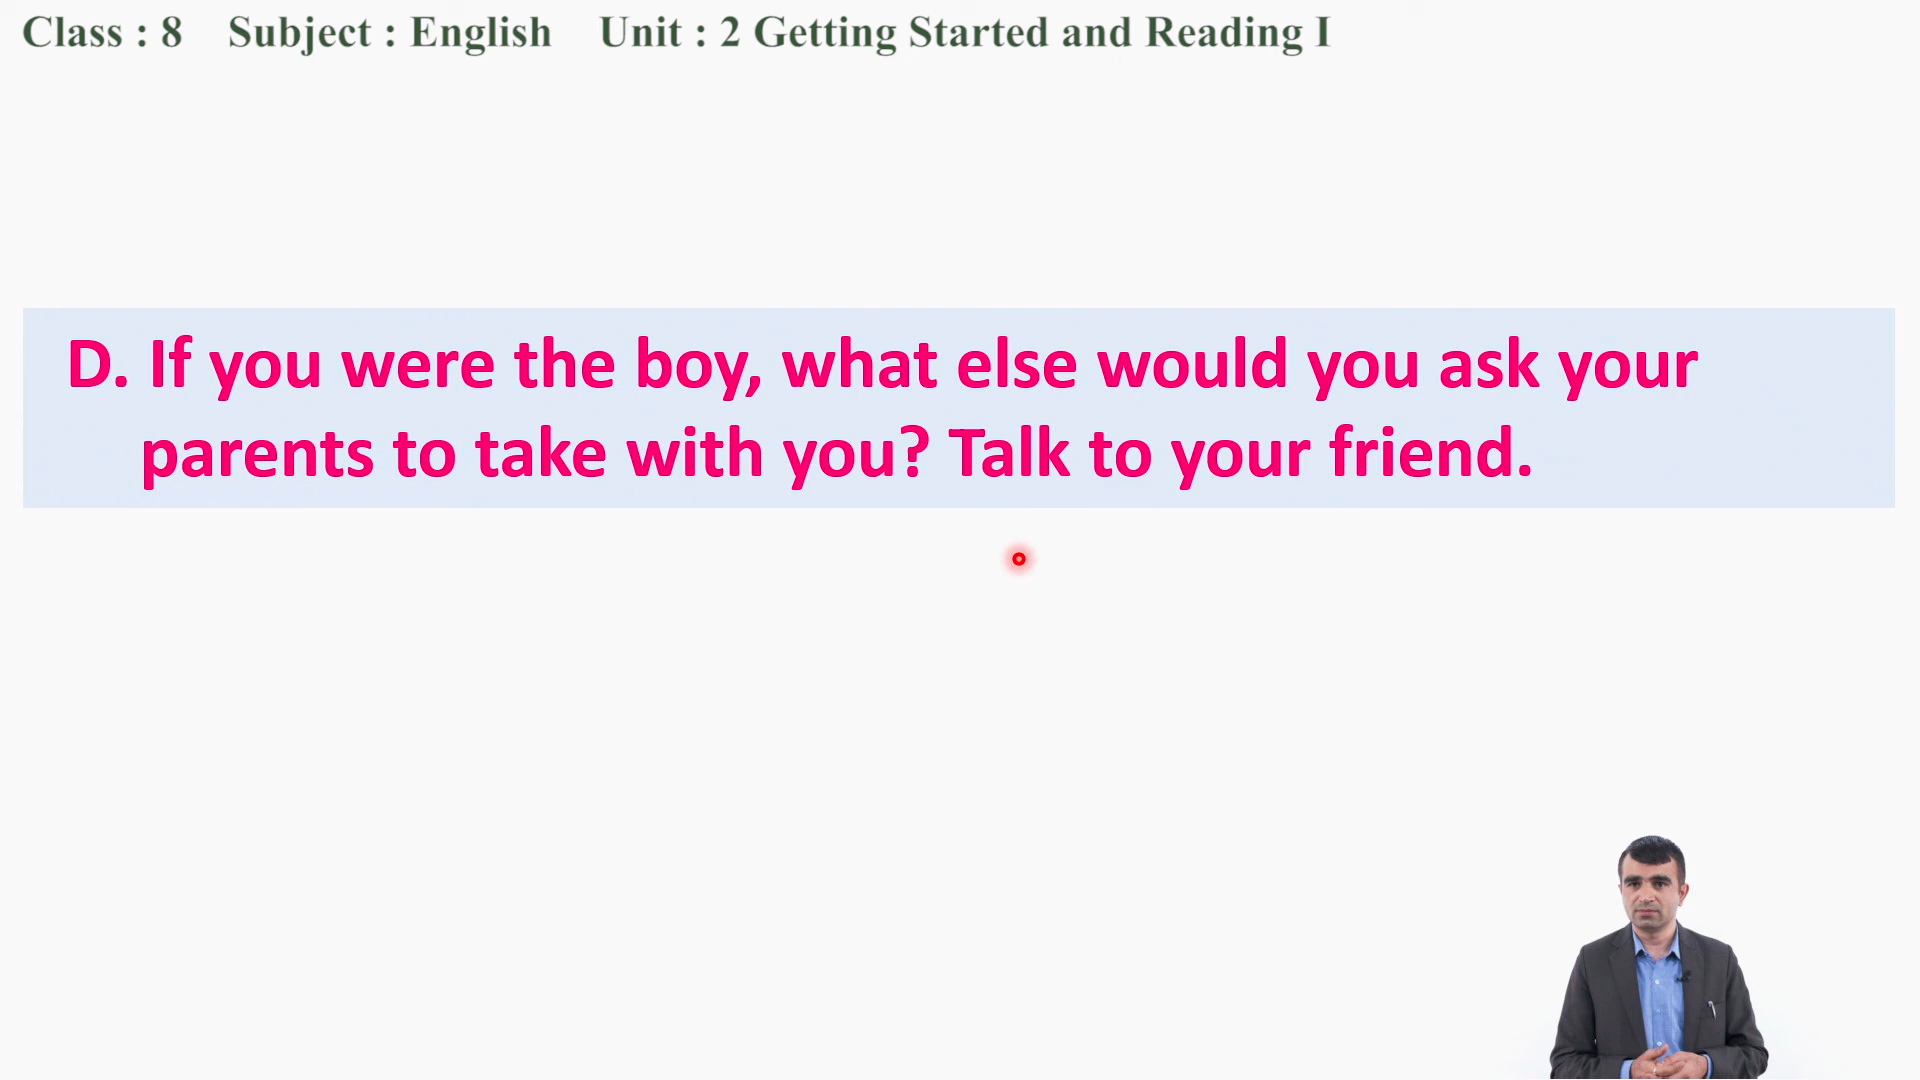 Class : 8 Subject : English Unit : 2 Getting Started and Reading I
D. If you were the boy, what else would you ask your
parents to take with you? Talk to your friend.